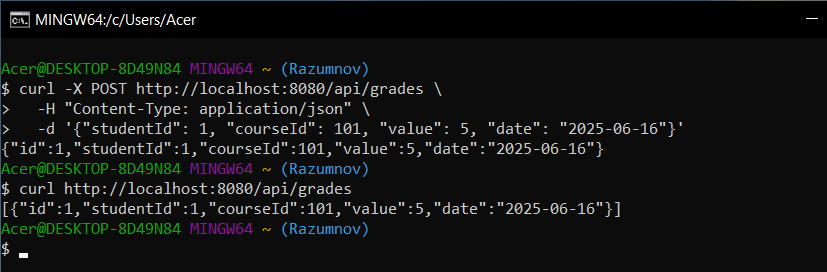 MINGW64:/c/Users/Acer
Acer@DESKTOP-8D49N84 MINGW64 ~ (Razumnov)
$ curl -X POST http://localhost:8080/api/grades \
>   -H "Content-Type: application/json" \
>   -d '{"studentId": 1, "courseId": 101, "value": 5, "date": "2025-06-16"}'
{"id":1,"studentId":1,"courseId":101,"value":5,"date":"2025-06-16"}
Acer@DESKTOP-8D49N84 MINGW64 ~ (Razumnov)
$ curl http://localhost:8080/api/grades
[{"id":1,"studentId":1,"courseId":101,"value":5,"date":"2025-06-16"}]
Acer@DESKTOP-8D49N84 MINGW64 ~ (Razumnov)
$